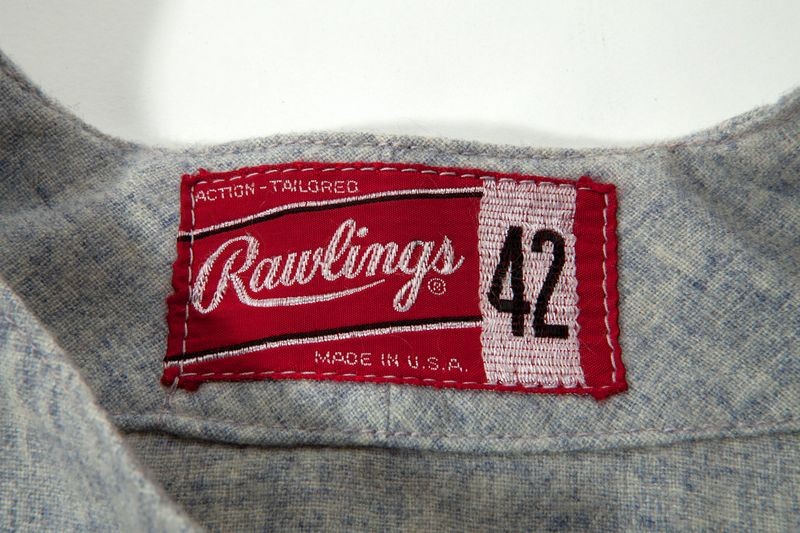 ACTION-TAILORED
Rawlings®
42
MADE IN U.S.A.